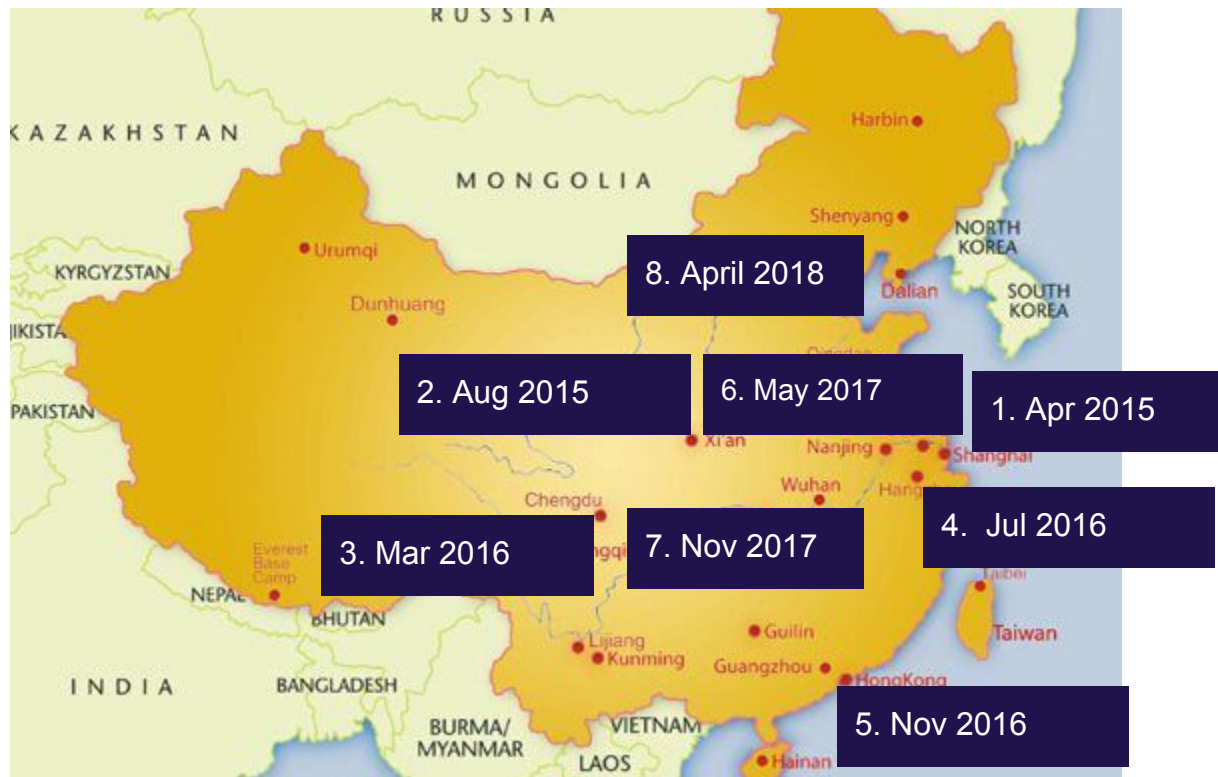 RUSSIA
KAZAKHSTAN
Harbin
MONGOLIA
Shenyang
NORTH
KOREA
Urumqi
8. April 2018
KYRGYZSTAN
Dalian
SOUTH
KOREA
Dunhuang
PAKISTAN
2. Aug 2015
6. May 2017
1. Apr 2015
Xi'an
Nanjing
Shanghai
Wuhan
Chengdu
4. Jul 2016
3. Mar 2016
7. Nov 2017
Everest
Base
Camp
NEPAL
BHUTAN
Taibei
Taiwan
Guilin
Lijiang
Kunming
Guangzhou
HongKong
INDIA
BANGLADESH
BURMA/
MYANMAR
VIETNAM
LAOS
5. Nov 2016
Hainan